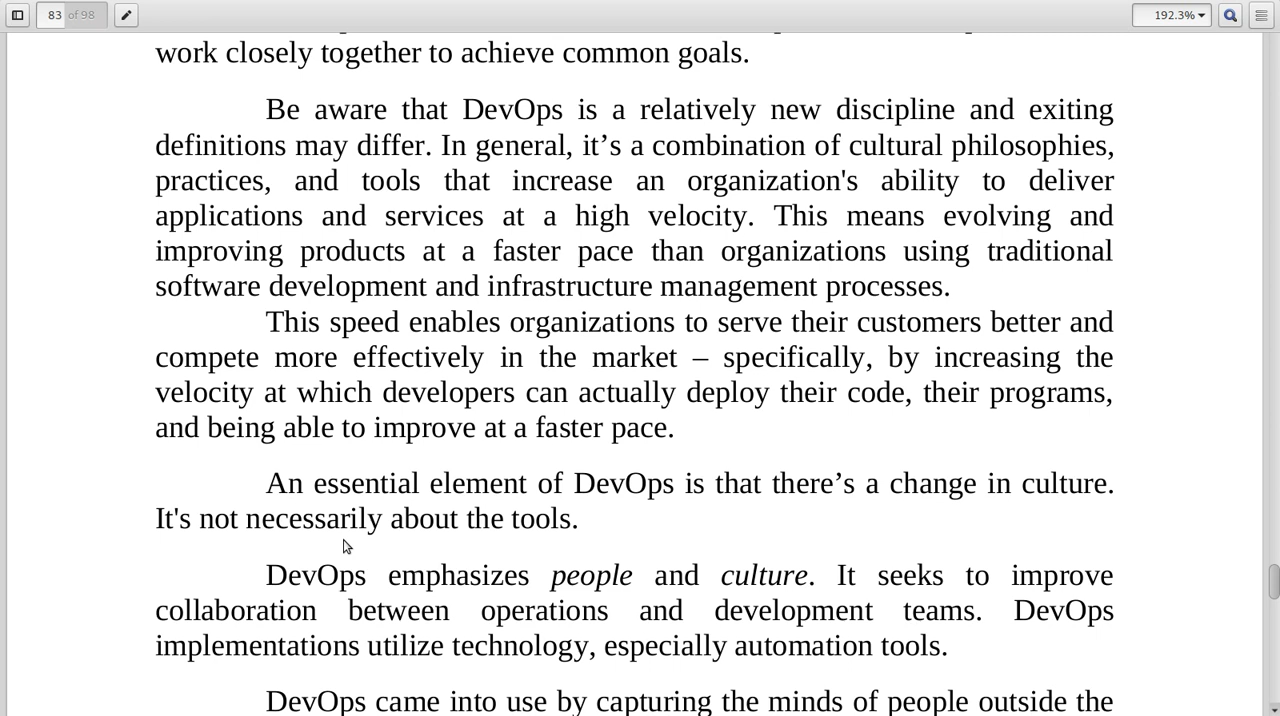 83 of 98
192.3%
work closely together to achieve common goals.
Be aware that DevOps is a relatively new discipline and exiting
definitions may differ. In general, it’s a combination of cultural philosophies,
practices, and tools that increase an organization's ability to deliver
applications and services at a high velocity. This means evolving and
improving products at a faster pace than organizations using traditional
software development and infrastructure management processes.
This speed enables organizations to serve their customers better and
compete more effectively in the market – specifically, by increasing the
velocity at which developers can actually deploy their code, their programs,
and being able to improve at a faster pace.
An essential element of DevOps is that there’s a change in culture.
It's not necessarily about the tools.
DevOps emphasizes people and culture. It seeks to improve
collaboration between operations and development teams. DevOps
implementations utilize technology, especially automation tools.
DevOps came into use by capturing the minds of people outside the